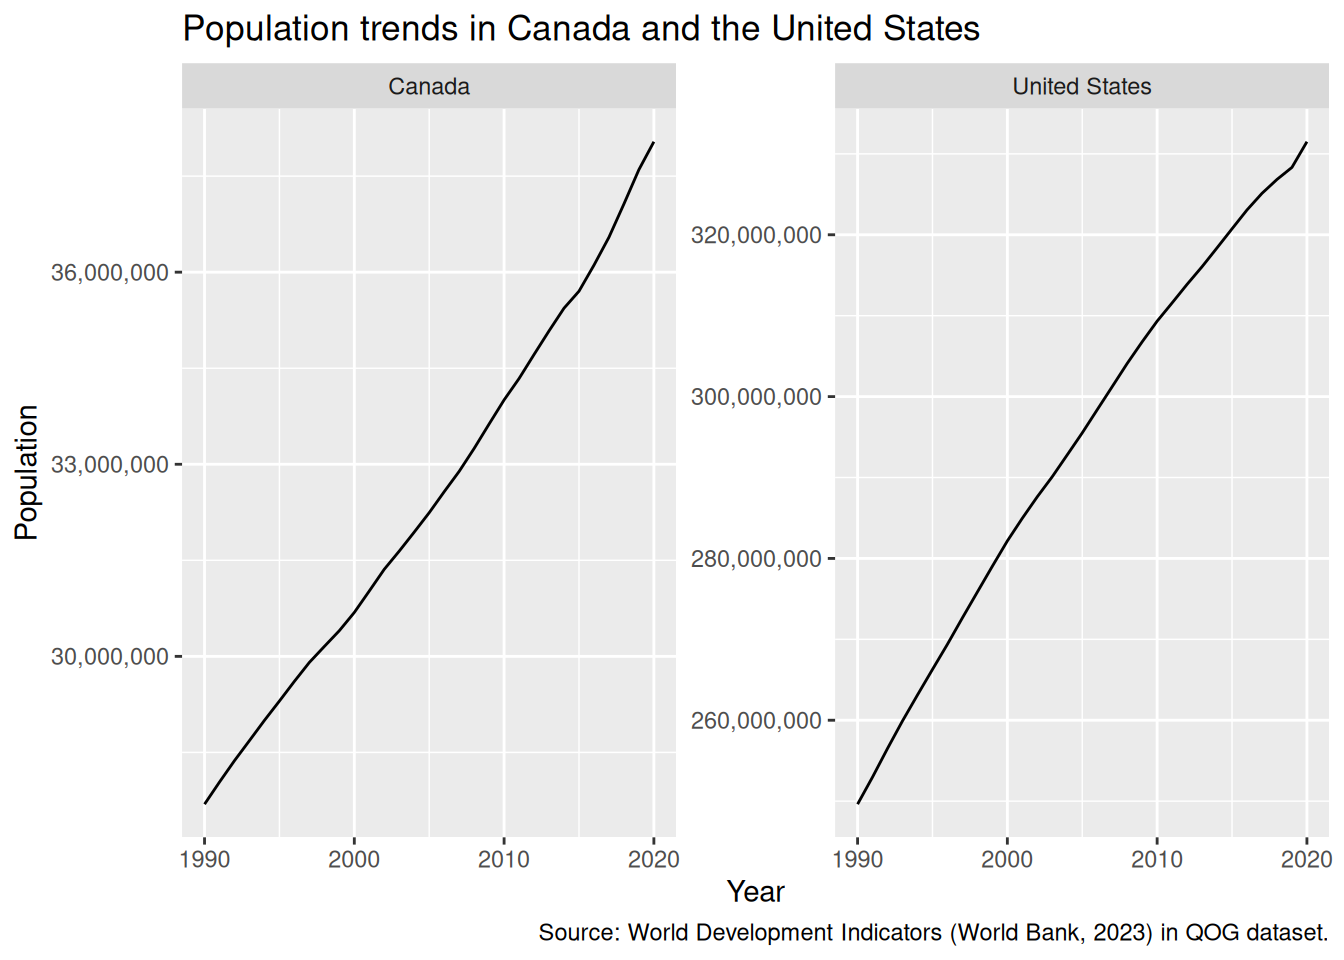 Population trends in Canada and the United States
Canada
United States
Population
36,000,000
33,000,000
30,000,000
320,000,000
300,000,000
280,000,000
260,000,000
1990 2000 2010 2020
1990 2000 2010 2020
Year
Source: World Development Indicators (World Bank, 2023) in QOG dataset.